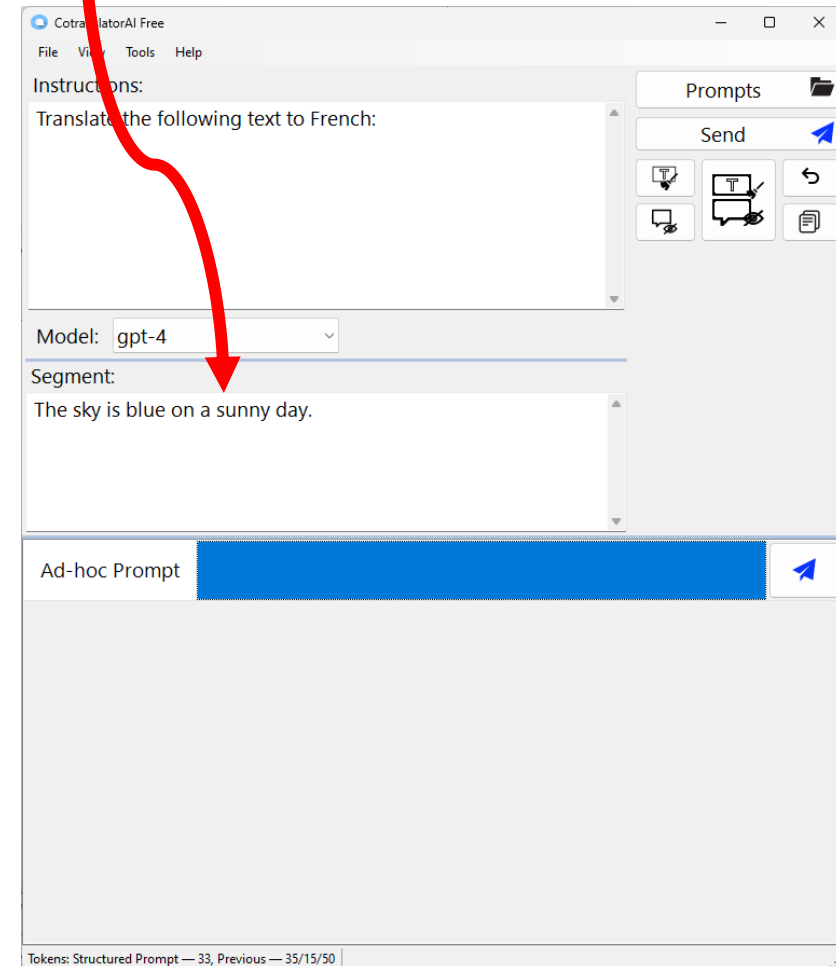 CotranslatorAI Free
File View Tools Help
Instructions:
Prompts
Translate the following text to French:
Send
T
T
Model: gpt-4
Segment:
The sky is blue on a sunny day.
Ad-hoc Prompt
Tokens: Structured Prompt — 33, Previous — 35/15/50